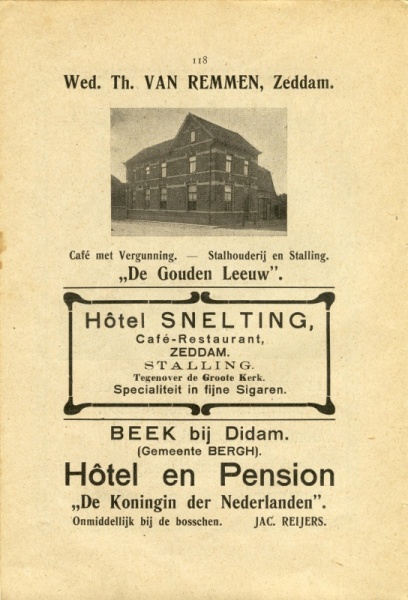 118
Wed. Th. VAN REMMEN, Zeddam.
Café met Vergunning. — Stalhouderij en Stalling.
„De Gouden Leeuw".
Hôtel SNELTING,
Café-Restaurant,
ZEDDAM.
STALLING.
Tegenover de Groote Kerk.
Specialiteit in fijne Sigaren.
BEEK bij Didam.
(Gemeente BERGH).
Hôtel en Pension
„De Koningin der Nederlanden".
Onmiddellijk bij de bosschen. JAC. REIJERS.